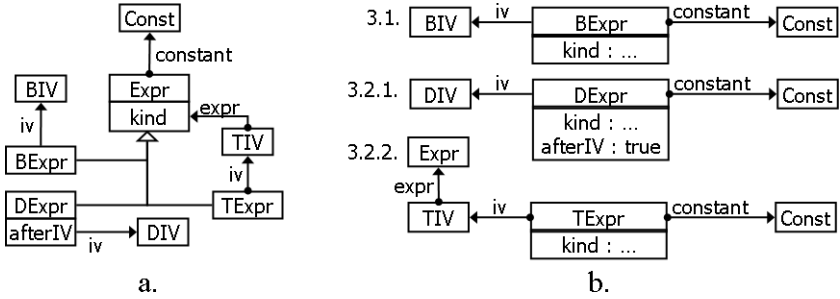 Const
constant
Expr
kind
BIV
iv
expr
TIV
iv
BExpr
DExpr
afterIV
iv
DIV
TExpr
a.
3.1. BIV iv BExpr constant Const
kind : ...
3.2.1. DIV iv DExpr constant Const
kind : ...
afterIV : true
3.2.2. Expr
expr
TIV iv TExpr constant Const
kind : ...
b.